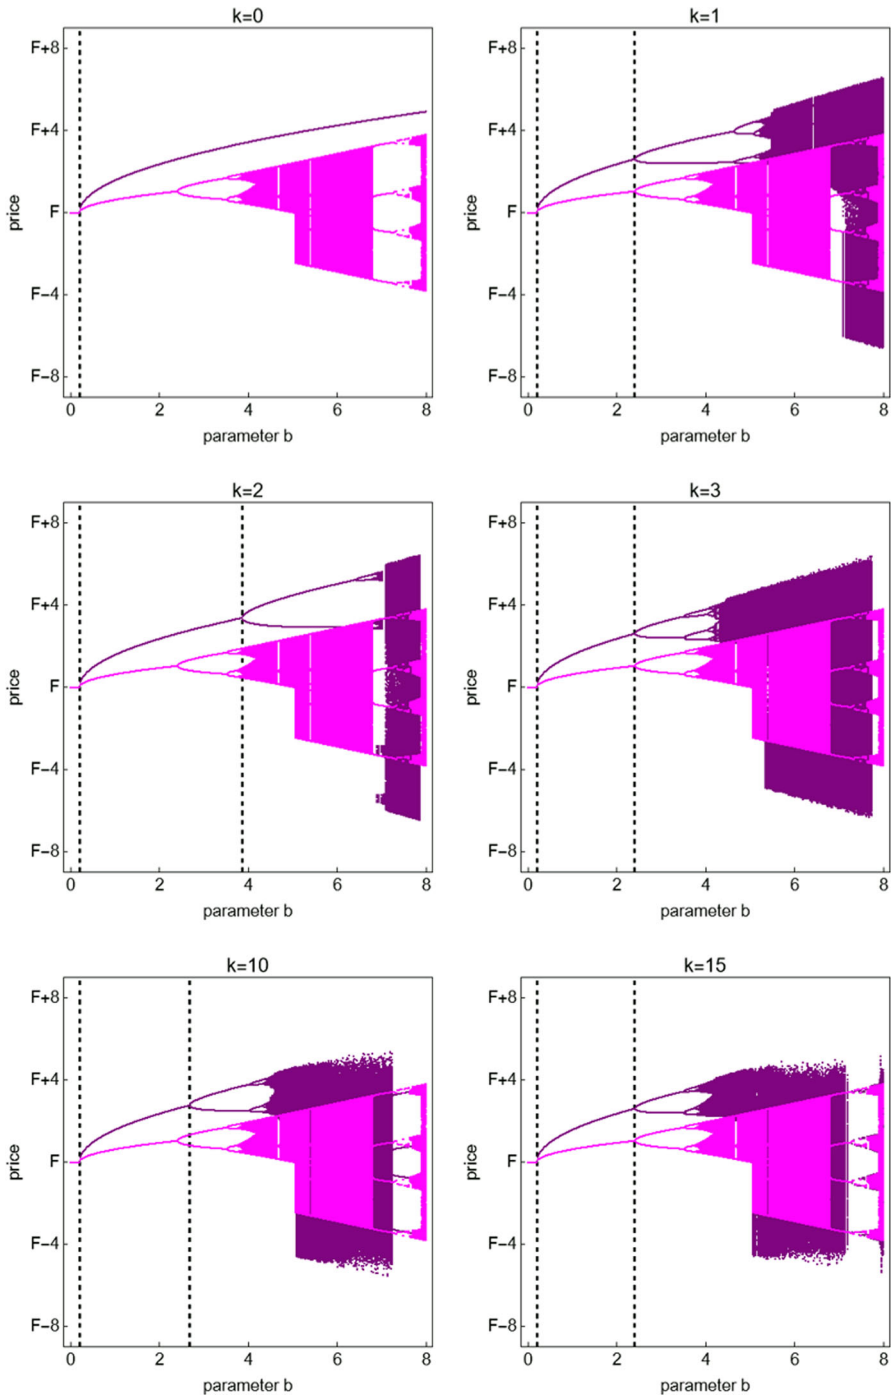 k=0 k=1
F+8 F+8
F+4 F+4
price F price F
F−4 F−4
F−8 F−8
0 2 4 6 8 0 2 4 6 8
parameter b parameter b
k=2 k=3
F+8 F+8
F+4 F+4
price F price F
F−4 F−4
F−8 F−8
0 2 4 6 8 0 2 4 6 8
parameter b parameter b
k=10 k=15
F+8 F+8
F+4 F+4
price F price F
F−4 F−4
F−8 F−8
0 2 4 6 8 0 2 4 6 8
parameter b parameter b